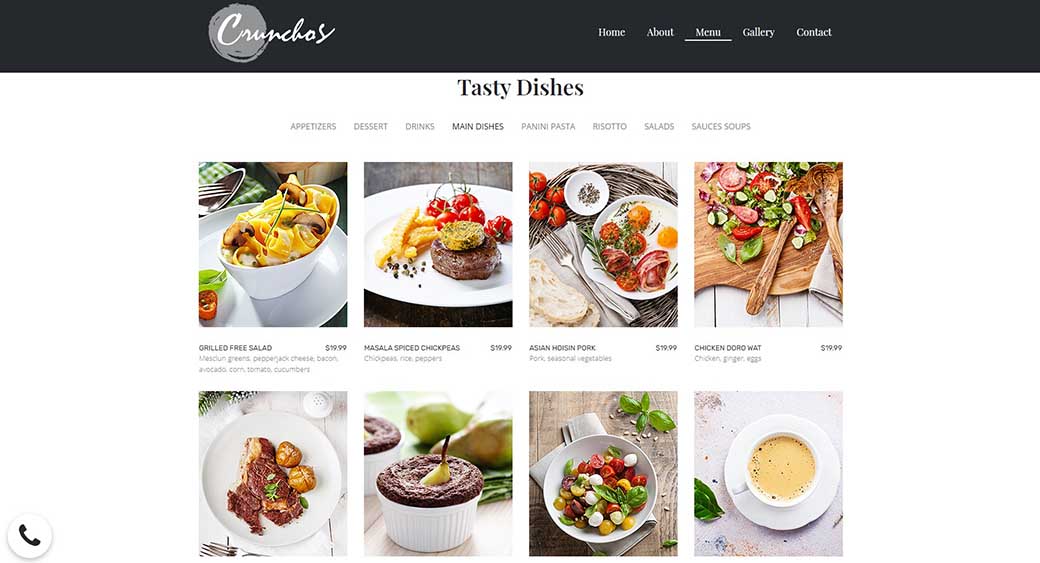 Crunchos
Home About Menu Gallery Contact
Tasty Dishes
APPETIZERS DESSERT DRINKS MAIN DISHES PANINI PASTA RISOTTO SALADS SAUCES SOUPS
GRILLED FREE SALAD $19.99
Mesclun greens, pepperjack cheese, bacon,
avocado, corn, tomato, cucumbers
MASALA SPICED CHICKPEAS $19.99
Chickpeas, rice, peppers
ASIAN HOISIN PORK $19.99
Pork, seasonal vegetables
CHICKEN DORO WAT $19.99
Chicken, ginger, eggs